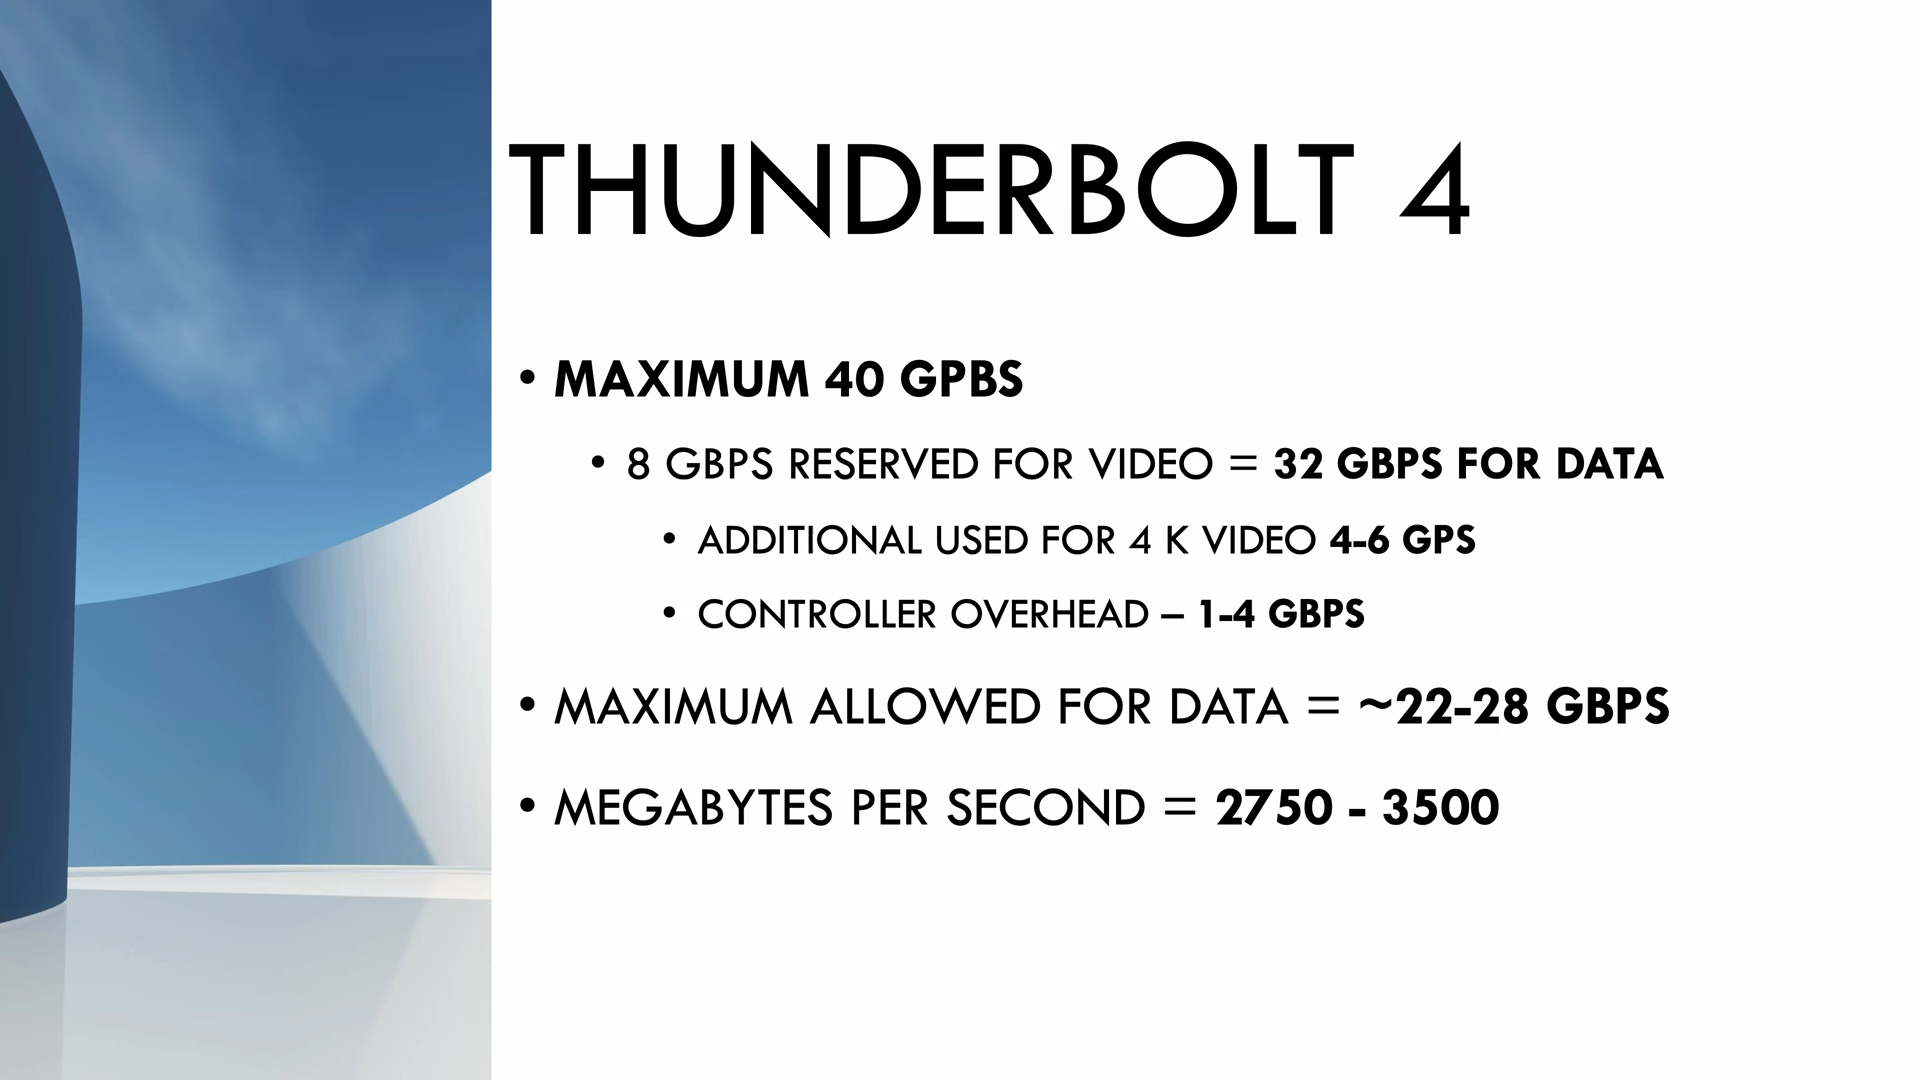 THUNDERBOLT 4
• MAXIMUM 40 GPBS
• 8 GBPS RESERVED FOR VIDEO = 32 GBPS FOR DATA
• ADDITIONAL USED FOR 4 K VIDEO 4-6 GPS
• CONTROLLER OVERHEAD – 1-4 GBPS
• MAXIMUM ALLOWED FOR DATA = ~22-28 GBPS
• MEGABYTES PER SECOND = 2750 - 3500